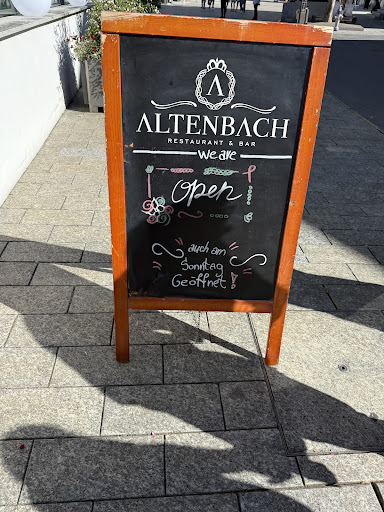 A
ALTENBACH
RESTAURANT & BAR
we are
open
auch am
Sonntag
Geöffnet !